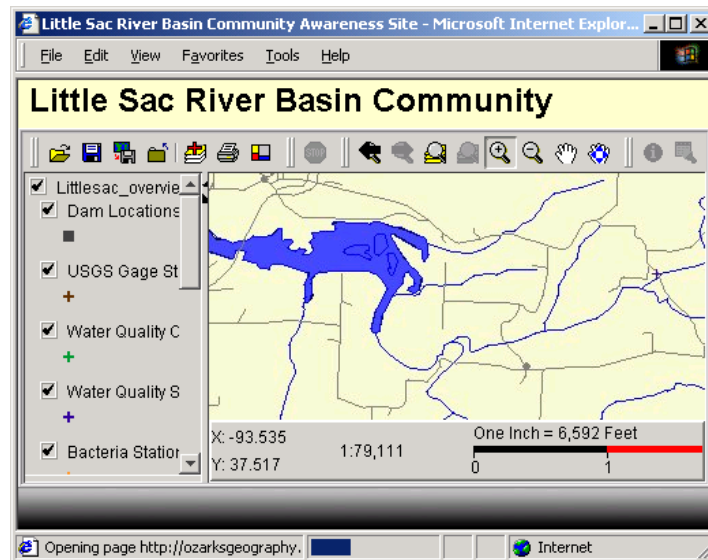 Little Sac River Basin Community Awareness Site - Microsoft Internet Explor...
File Edit View Favorites Tools Help
Little Sac River Basin Community
STOP
Littlesac_overvie
Dam Locations
USGS Gage St
Water Quality C
Water Quality S
Bacteria Station
X: -93.535
Y: 37.517
1:79,111
One Inch = 6,592 Feet
0 1
Opening page http://ozarksgeography.
Internet